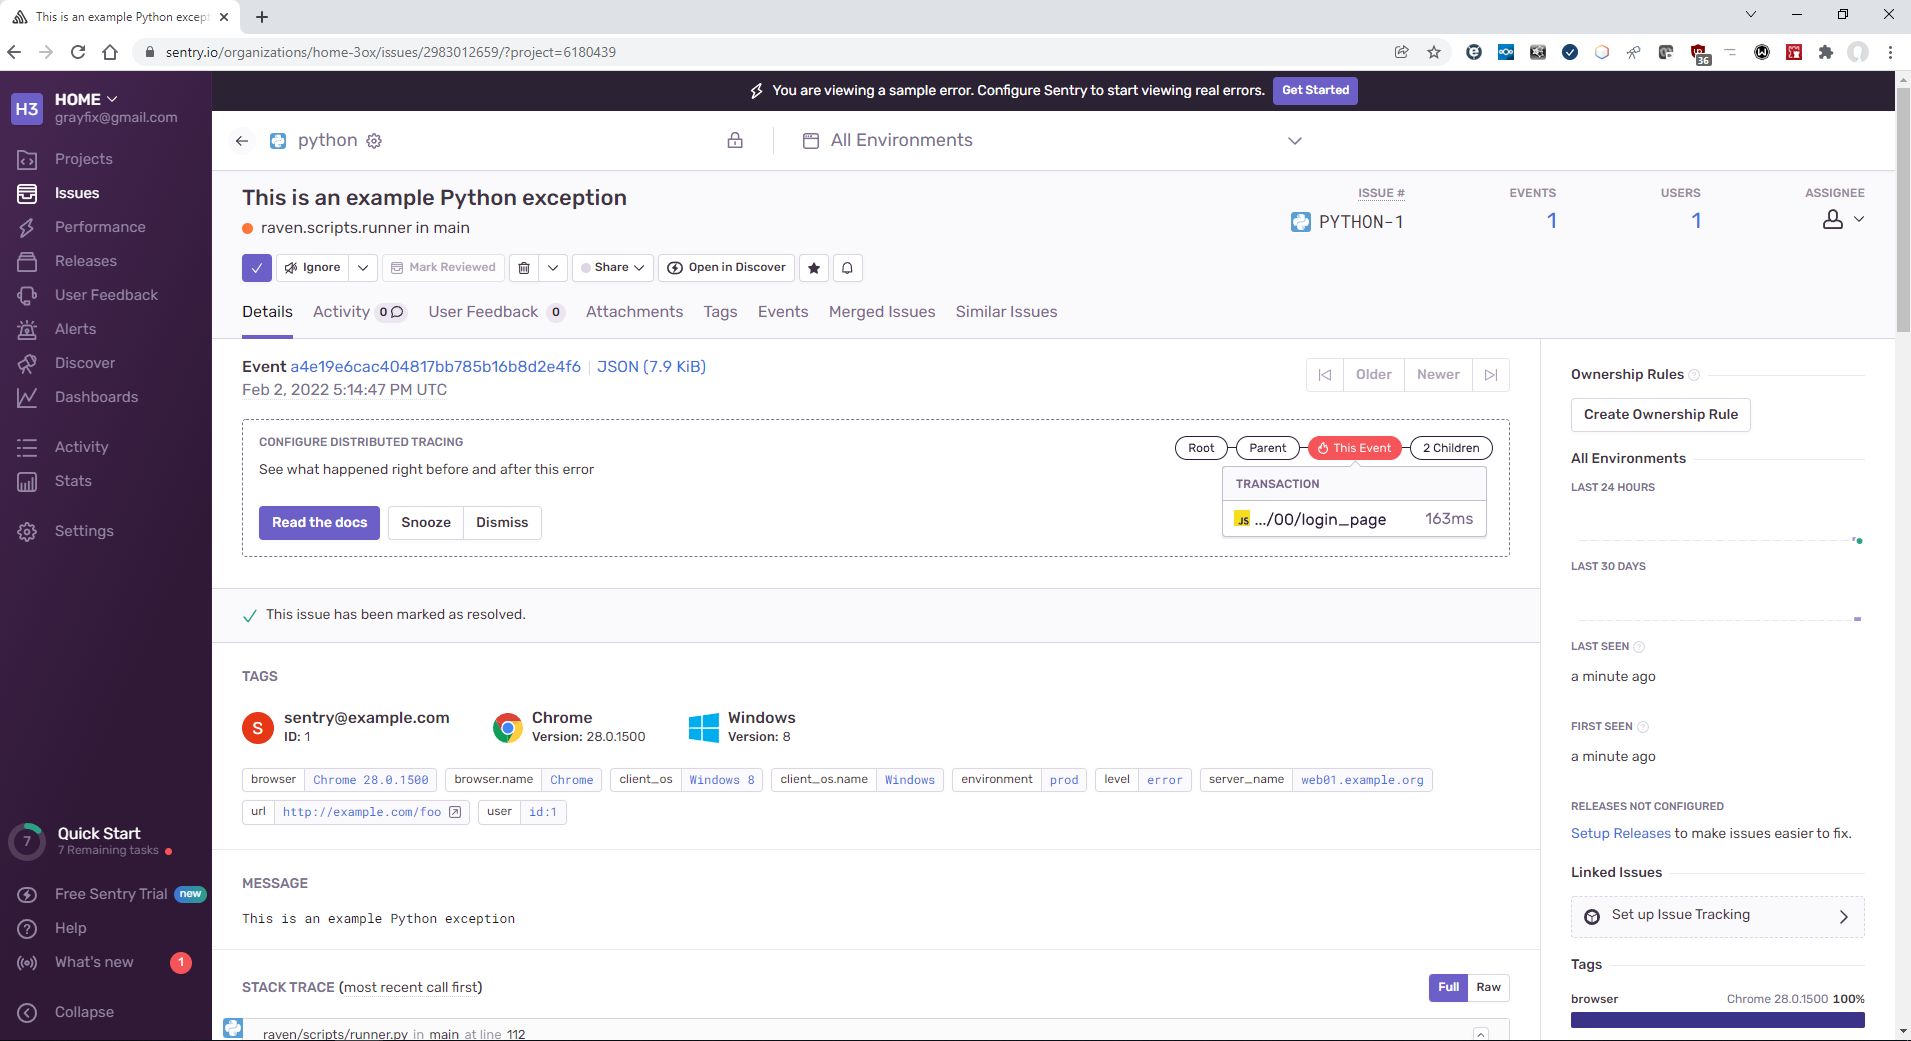 This is an example Python except
sentry.io/organizations/home-3ox/issues/2983012659/?project=6180439
36
You are viewing a sample error. Configure Sentry to start viewing real errors. Get Started
H3 HOME
grayfix@gmail.com
Projects
Issues
Performance
Releases
User Feedback
Alerts
Discover
Dashboards
Activity
Stats
Settings
7 Quick Start
7 Remaining tasks
Free Sentry Trial new
Help
What's new 1
Collapse
python All Environments
This is an example Python exception
raven.scripts.runner in main
ISSUE # EVENTS USERS ASSIGNEE
PYTHON-1 1 1
Ignore Mark Reviewed Share Open in Discover
Details Activity 0 User Feedback 0 Attachments Tags Events Merged Issues Similar Issues
Event a4e19e6cac404817bb785b16b8d2e4f6 JSON (7.9 KiB)
Feb 2, 2022 5:14:47 PM UTC
Older Newer
CONFIGURE DISTRIBUTED TRACING
See what happened right before and after this error
Read the docs Snooze Dismiss
Root Parent This Event 2 Children
TRANSACTION
JS .../00/login_page 163ms
This issue has been marked as resolved.
TAGS
S sentry@example.com
ID: 1
Chrome
Version: 28.0.1500
Windows
Version: 8
browser Chrome 28.0.1500 browser.name Chrome client_os Windows 8 client_os.name Windows environment prod level error server_name web01.example.org
url http://example.com/foo user id:1
MESSAGE
This is an example Python exception
STACK TRACE (most recent call first) Full Raw
raven/scripts/runner.py in main at line 112
Ownership Rules
Create Ownership Rule
All Environments
LAST 24 HOURS
LAST 30 DAYS
LAST SEEN
a minute ago
FIRST SEEN
a minute ago
RELEASES NOT CONFIGURED
Setup Releases to make issues easier to fix.
Linked Issues
Set up Issue Tracking
Tags
browser Chrome 28.0.1500 100%